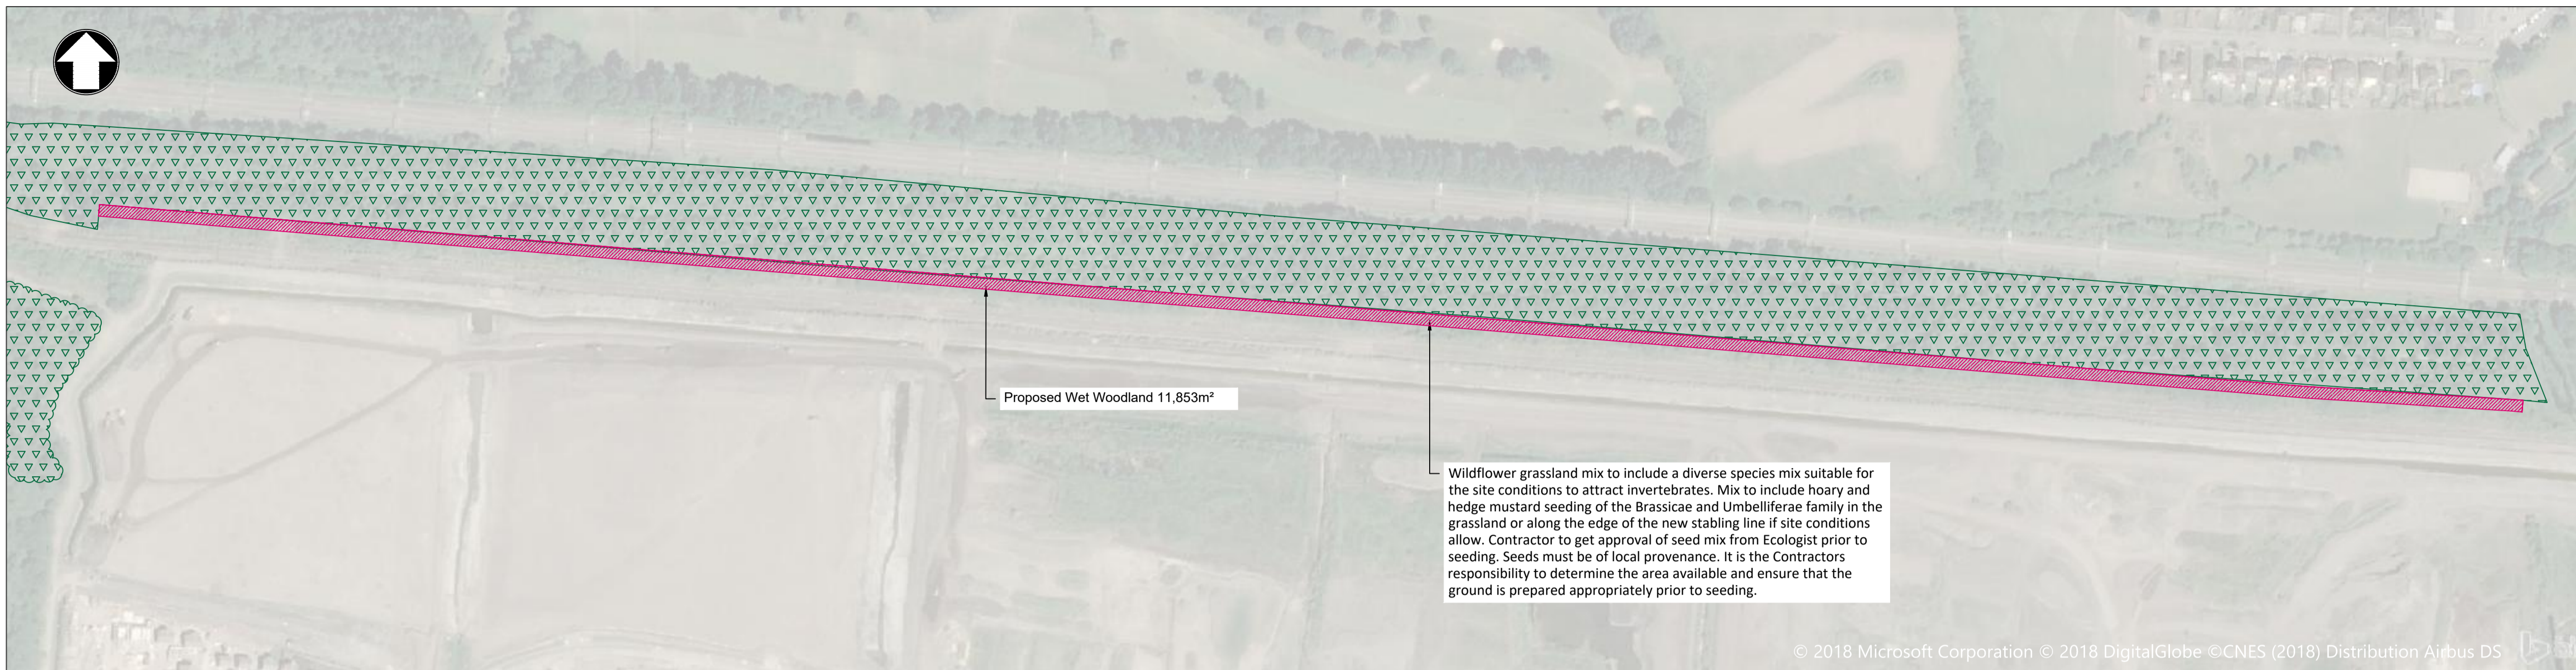 Proposed Wet Woodland 11,853m²
Wildflower grassland mix to include a diverse species mix suitable for
the site conditions to attract invertebrates. Mix to include hoary and
hedge mustard seeding of the Brassicae and Umbelliferae family in the
grassland or along the edge of the new stabling line if site conditions
allow. Contractor to get approval of seed mix from Ecologist prior to
seeding. Seeds must be of local provenance. It is the Contractors
responsibility to determine the area available and ensure that the
ground is prepared appropriately prior to seeding.
© 2018 Microsoft Corporation © 2018 DigitalGlobe ©CNES (2018) Distribution Airbus DS